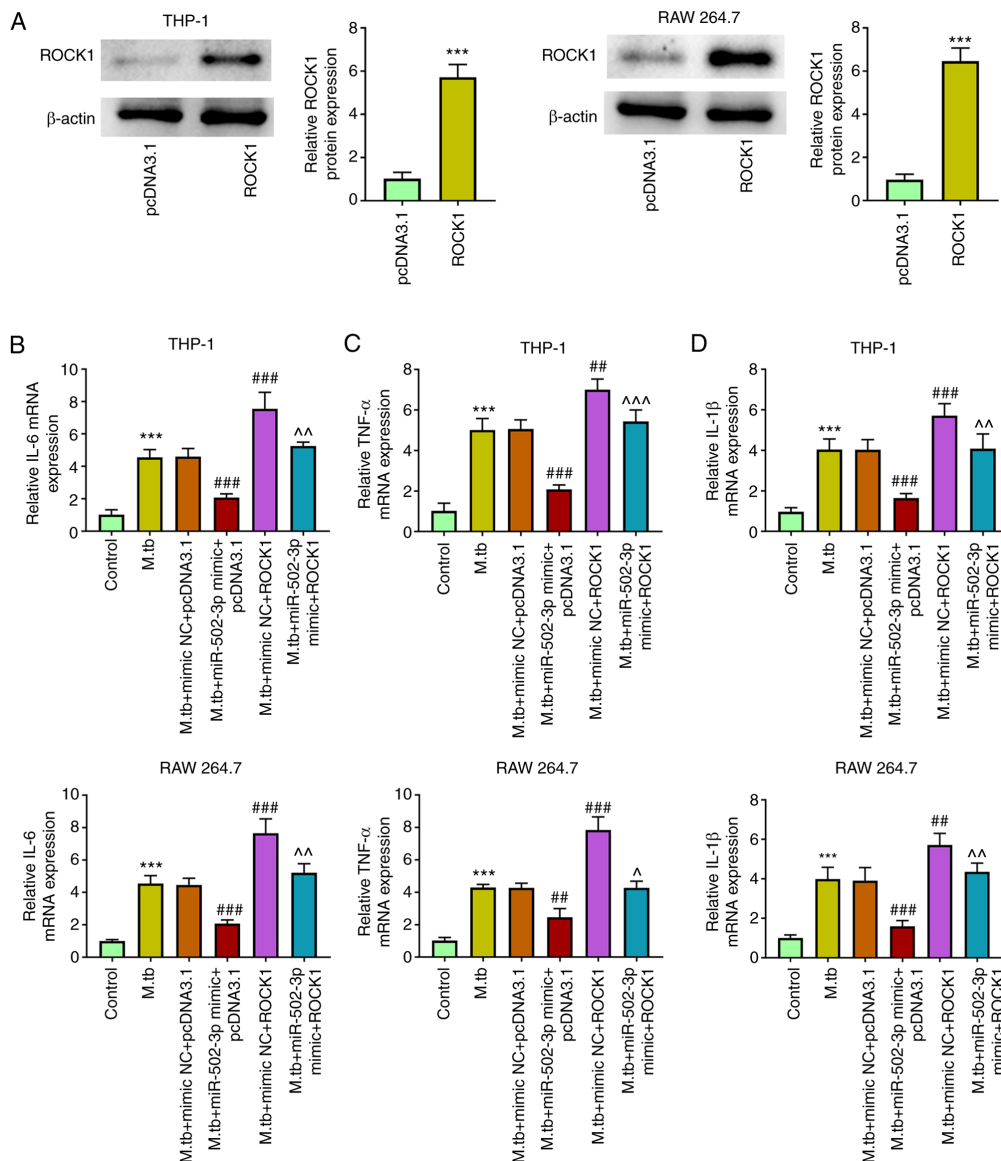 A
THP-1
ROCK1
β-actin
pcDNA3.1
ROCK1
Relative ROCK1
protein expression
8
6
4
2
0
***
pcDNA3.1
ROCK1
RAW 264.7
ROCK1
β-actin
pcDNA3.1
ROCK1
Relative ROCK1
protein expression
8
6
4
2
0
***
pcDNA3.1
ROCK1
B
THP-1
Relative IL-6 mRNA
expression
10
8
6
4
2
0
***
###
###
^^
Control
M.tb
M.tb+mimic NC+pcDNA3.1
M.tb+miR-502-3p mimic+
pcDNA3.1
M.tb+mimic NC+ROCK1
M.tb+miR-502-3p
mimic+ROCK1
C
THP-1
Relative TNF-α
mRNA expression
8
6
4
2
0
***
###
##
^^^
Control
M.tb
M.tb+mimic NC+pcDNA3.1
M.tb+miR-502-3p mimic+
pcDNA3.1
M.tb+mimic NC+ROCK1
M.tb+miR-502-3p
mimic+ROCK1
D
THP-1
Relative IL-1β
mRNA expression
8
6
4
2
0
***
###
###
^^
Control
M.tb
M.tb+mimic NC+pcDNA3.1
M.tb+miR-502-3p mimic+
pcDNA3.1
M.tb+mimic NC+ROCK1
M.tb+miR-502-3p
mimic+ROCK1
RAW 264.7
Relative IL-6
mRNA expression
10
8
6
4
2
0
***
###
###
^^
Control
M.tb
M.tb+mimic NC+pcDNA3.1
M.tb+miR-502-3p mimic+
pcDNA3.1
M.tb+mimic NC+ROCK1
M.tb+miR-502-3p
mimic+ROCK1
RAW 264.7
Relative TNF-α
mRNA expression
10
8
6
4
2
0
***
##
###
^
Control
M.tb
M.tb+mimic NC+pcDNA3.1
M.tb+miR-502-3p mimic+
pcDNA3.1
M.tb+mimic NC+ROCK1
M.tb+miR-502-3p
mimic+ROCK1
RAW 264.7
Relative IL-1β
mRNA expression
8
6
4
2
0
***
###
##
^^
Control
M.tb
M.tb+mimic NC+pcDNA3.1
M.tb+miR-502-3p mimic+
pcDNA3.1
M.tb+mimic NC+ROCK1
M.tb+miR-502-3p
mimic+ROCK1